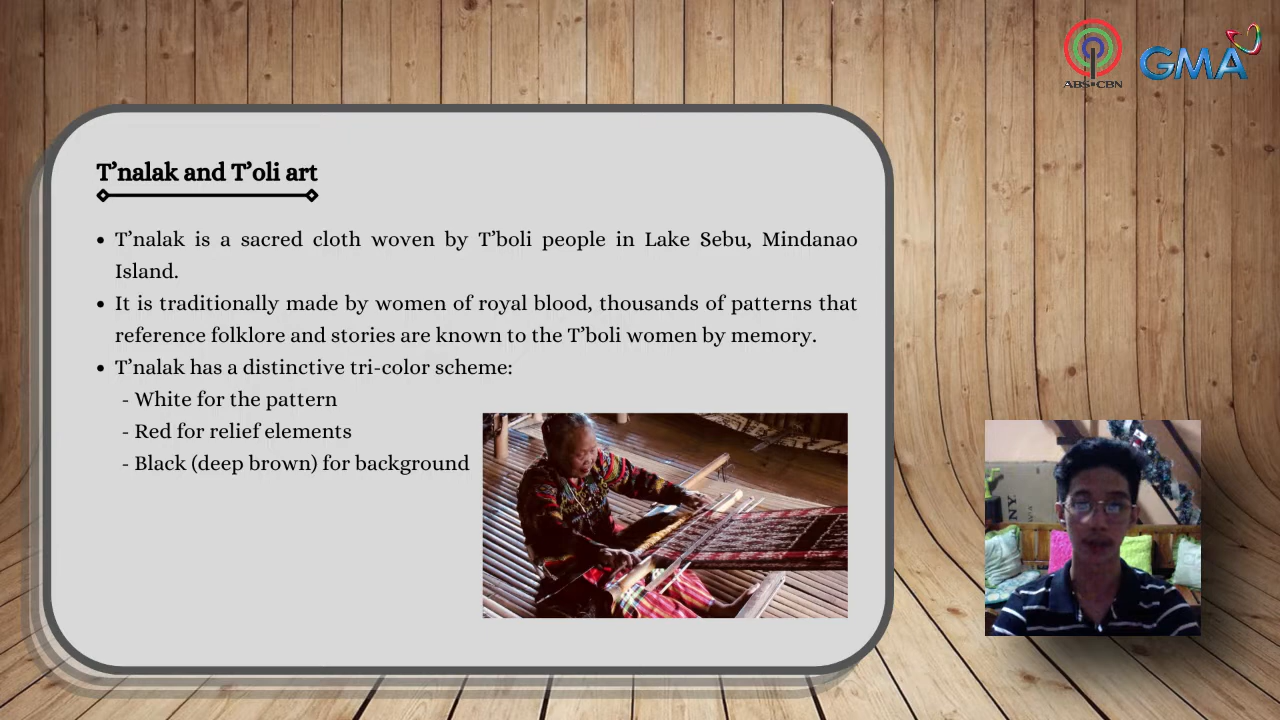 ABS-CBN
GMA
T'nalak and T'oli art
• T'nalak is a sacred cloth woven by T'boli people in Lake Sebu, Mindanao
Island.
• It is traditionally made by women of royal blood, thousands of patterns that
reference folklore and stories are known to the T'boli women by memory.
• T'nalak has a distinctive tri-color scheme:
- White for the pattern
- Red for relief elements
- Black (deep brown) for background